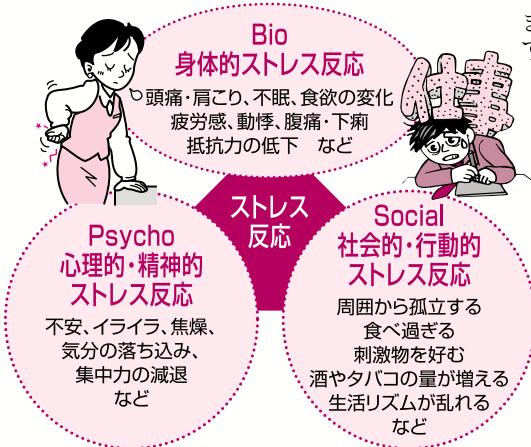 Bio
身体的ストレス反応
頭痛・肩こり、不眠、食欲の変化
疲労感、動悸、腹痛・下痢
抵抗力の低下 など
仕事
ストレス
反応
Psycho
心理的・精神的
ストレス反応
不安、イライラ、焦燥、
気分の落ち込み、
集中力の減退
など
Social
社会的・行動的
ストレス反応
周囲から孤立する
食べ過ぎる
刺激物を好む
酒やタバコの量が増える
生活リズムが乱れる
など